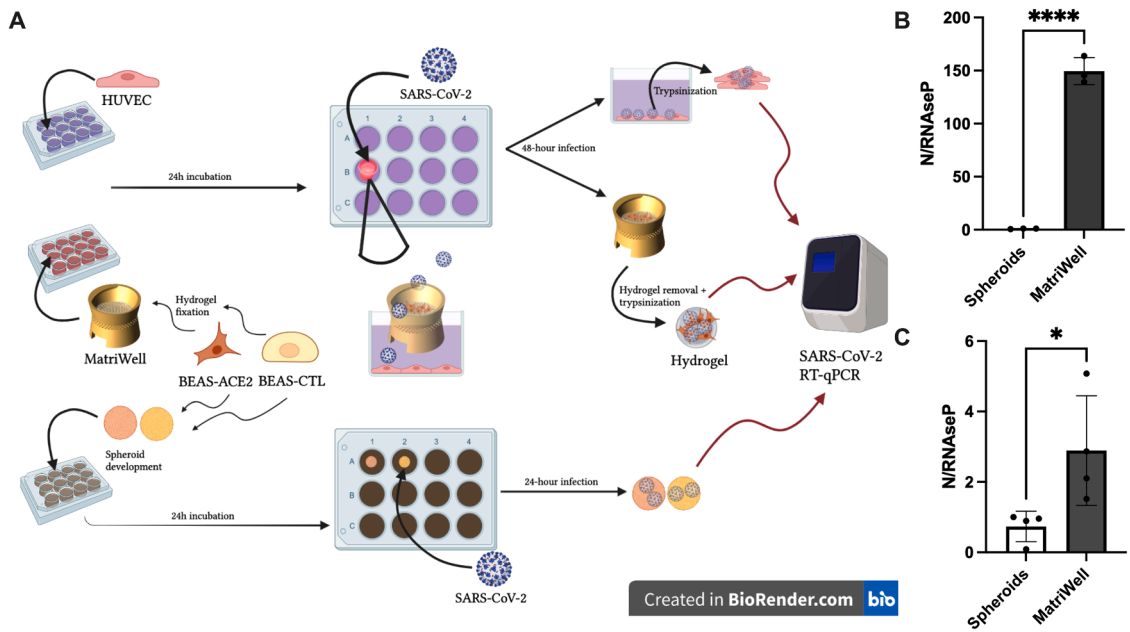 A
HUVEC
SARS-CoV-2
1 2 3 4
A
B
C
24h incubation
48-hour infection
Trypsinization
Hydrogel
fixation
MatriWell
BEAS-ACE2 BEAS-CTL
Hydrogel removal +
trypsinization
Hydrogel
SARS-CoV-2
RT-qPCR
Spheroid
development
24h incubation
1 2 3 4
A
B
C
24-hour infection
SARS-CoV-2
Created in BioRender.com bio
B
N/RNAseP
200
150
100
50
0
****
Spheroids
MatriWell
C
N/RNAseP
6
4
2
0
*
Spheroids
MatriWell